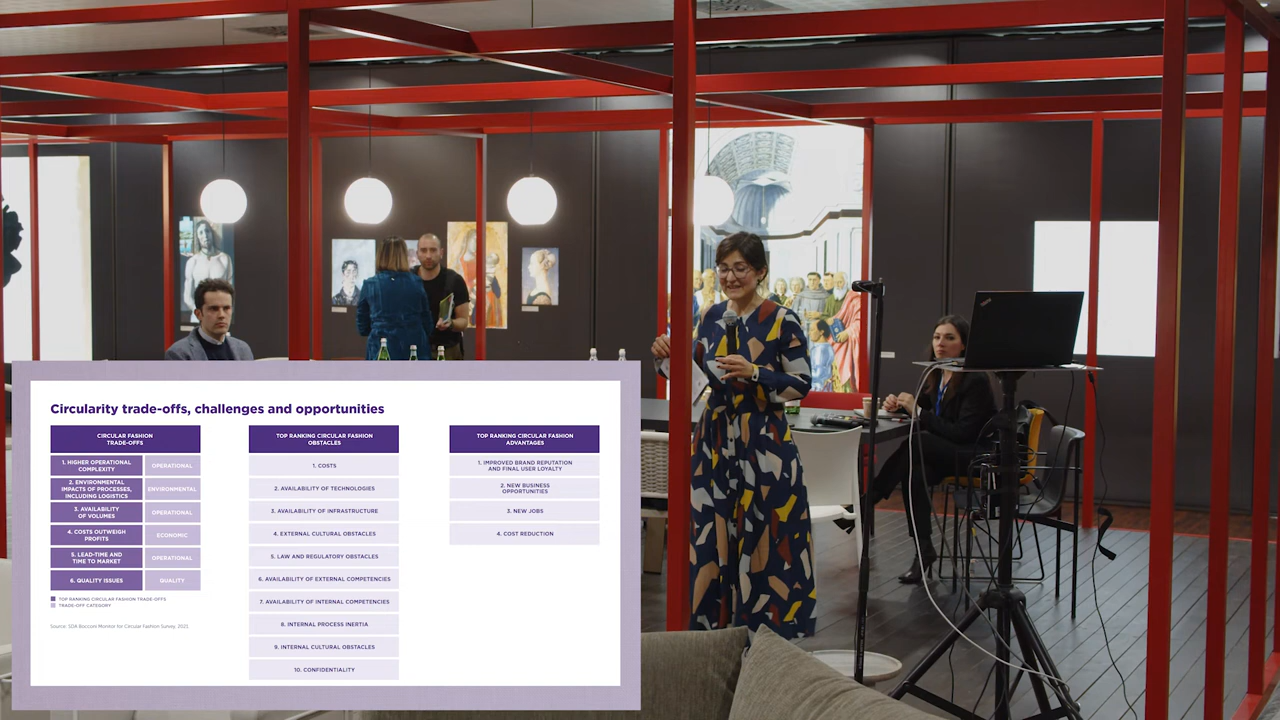 Circularity trade-offs, challenges and opportunities
CIRCULAR FASHION
TRADE-OFFS
1. HIGHER OPERATIONAL
COMPLEXITY
OPERATIONAL
2. ENVIRONMENTAL
IMPACTS OF PROCESSES,
INCLUDING LOGISTICS
ENVIRONMENTAL
3. AVAILABILITY
OF VOLUMES
OPERATIONAL
4. COSTS OUTWEIGH
PROFITS
ECONOMIC
5. LEAD-TIME AND
TIME TO MARKET
OPERATIONAL
6. QUALITY ISSUES
QUALITY
TOP RANKING CIRCULAR FASHION TRADE-OFFS
TRADE-OFF CATEGORY
Source: SDA Bocconi Monitor for Circular Fashion Survey, 2021
TOP RANKING CIRCULAR FASHION
OBSTACLES
1. COSTS
2. AVAILABILITY OF TECHNOLOGIES
3. AVAILABILITY OF INFRASTRUCTURE
4. EXTERNAL CULTURAL OBSTACLES
5. LAW AND REGULATORY OBSTACLES
6. AVAILABILITY OF EXTERNAL COMPETENCIES
7. AVAILABILITY OF INTERNAL COMPETENCIES
8. INTERNAL PROCESS INERTIA
9. INTERNAL CULTURAL OBSTACLES
10. CONFIDENTIALITY
TOP RANKING CIRCULAR FASHION
ADVANTAGES
1. IMPROVED BRAND REPUTATION
AND FINAL USER LOYALTY
2. NEW BUSINESS
OPPORTUNITIES
3. NEW JOBS
4. COST REDUCTION